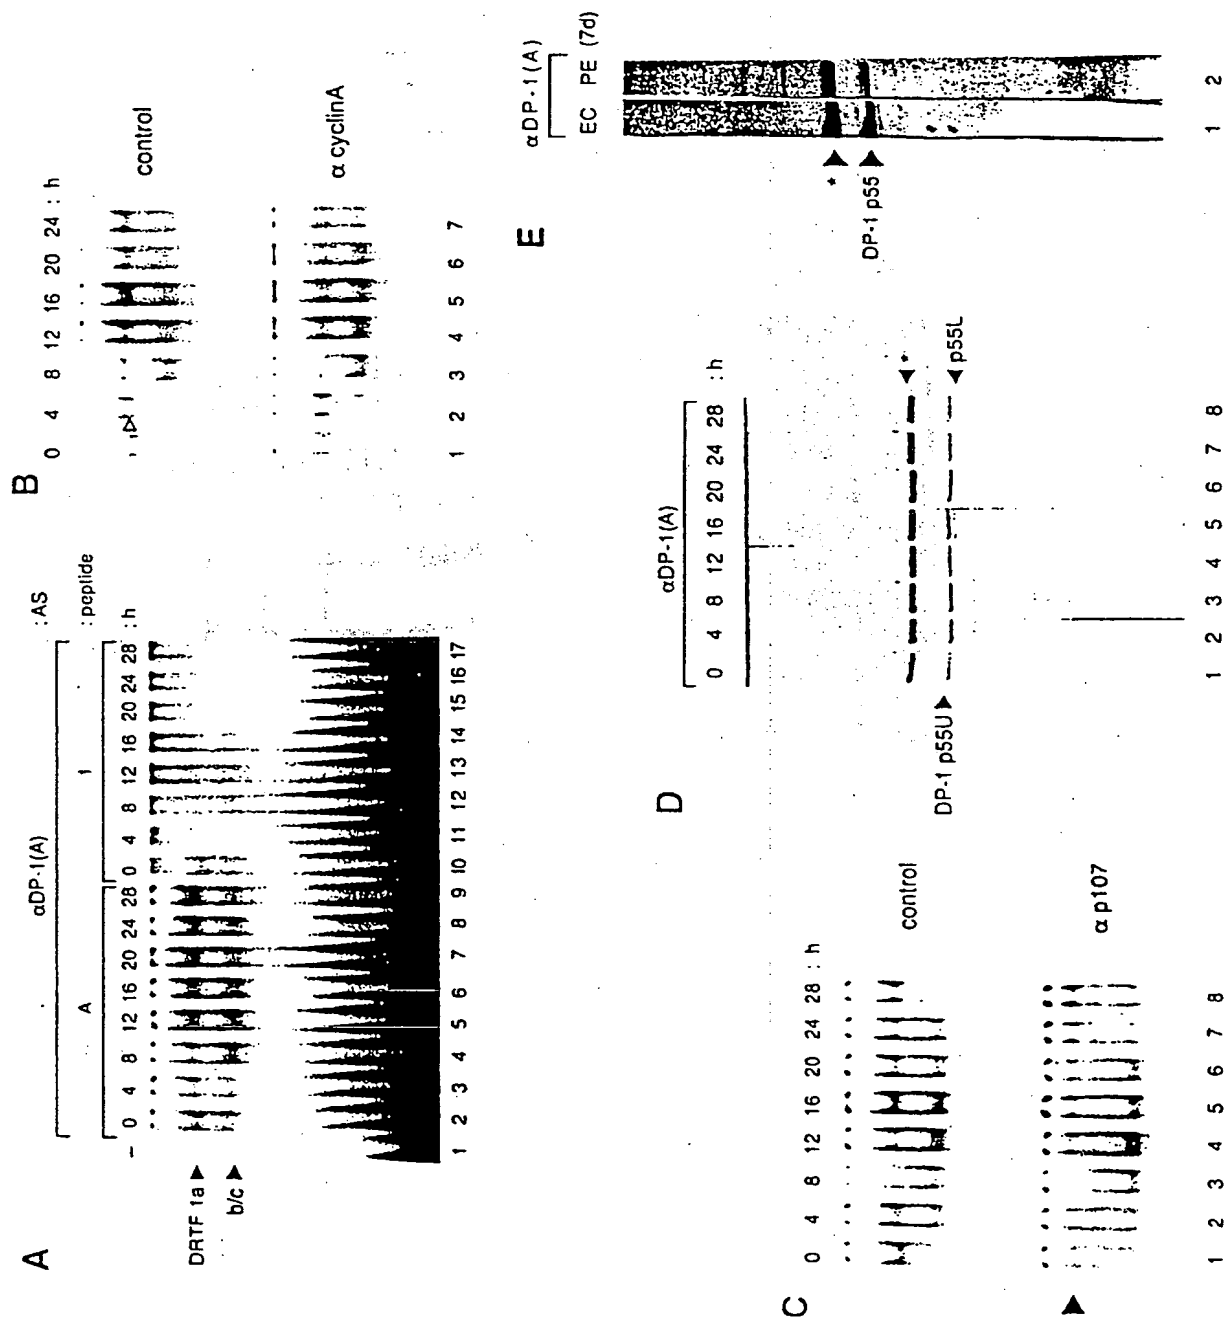 A
αDP-1(A) :AS
A 1 :peptide
– 0 4 8 12 16 20 24 28 0 4 8 12 16 20 24 28 :h
DRTF 1a
b/c
1 2 3 4 5 6 7 8 9 10 11 12 13 14 15 16 17
B
0 4 8 12 16 20 24 : h
control
α cyclinA
1 2 3 4 5 6 7
C
0 4 8 12 16 20 24 28 : h
control
α p107
1 2 3 4 5 6 7 8
D
αDP-1(A)
0 4 8 12 16 20 24 28 : h
*
DP-1 p55U
p55L
1 2 3 4 5 6 7 8
E
αDP-1(A)
EC PE (7d)
*
DP-1 p55
1 2